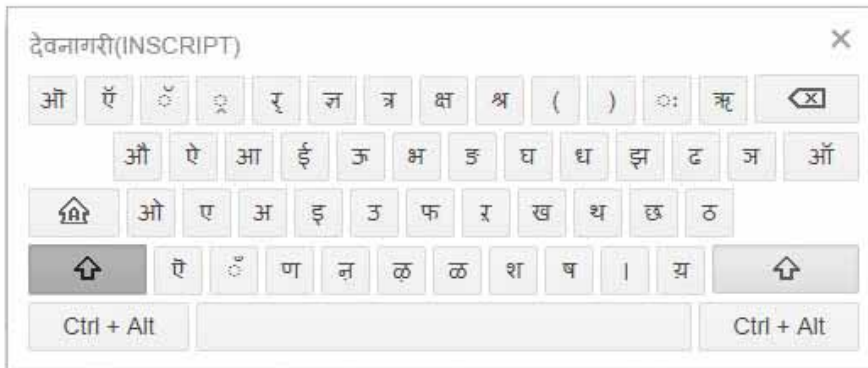 देवनागरी(INSCRIPT)
ऒ ऍ ॅ ्र र् ज्ञ त्र क्ष श्र ( ) ः ऋ
औ ऐ आ ई ऊ भ ङ घ ध झ ढ ञ ऑ
ओ ए अ इ उ फ ऱ ख थ छ ठ
ऎ ँ ण ऩ ऴ ळ श ष । य़
Ctrl + Alt Ctrl + Alt